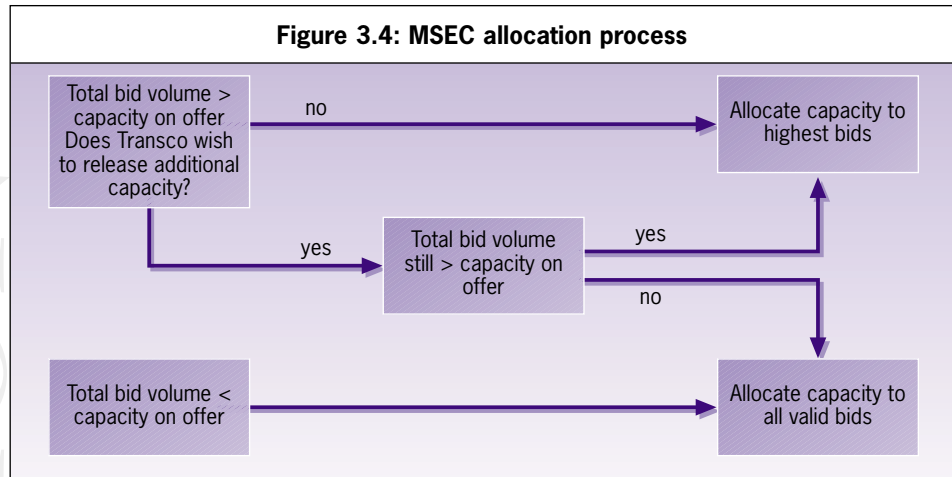 Figure 3.4: MSEC allocation process
Total bid volume >
capacity on offer
Does Transco wish
to release additional
capacity?
no
Allocate capacity to
highest bids
yes
Total bid volume
still > capacity on
offer
yes
no
Total bid volume <
capacity on offer
Allocate capacity to
all valid bids